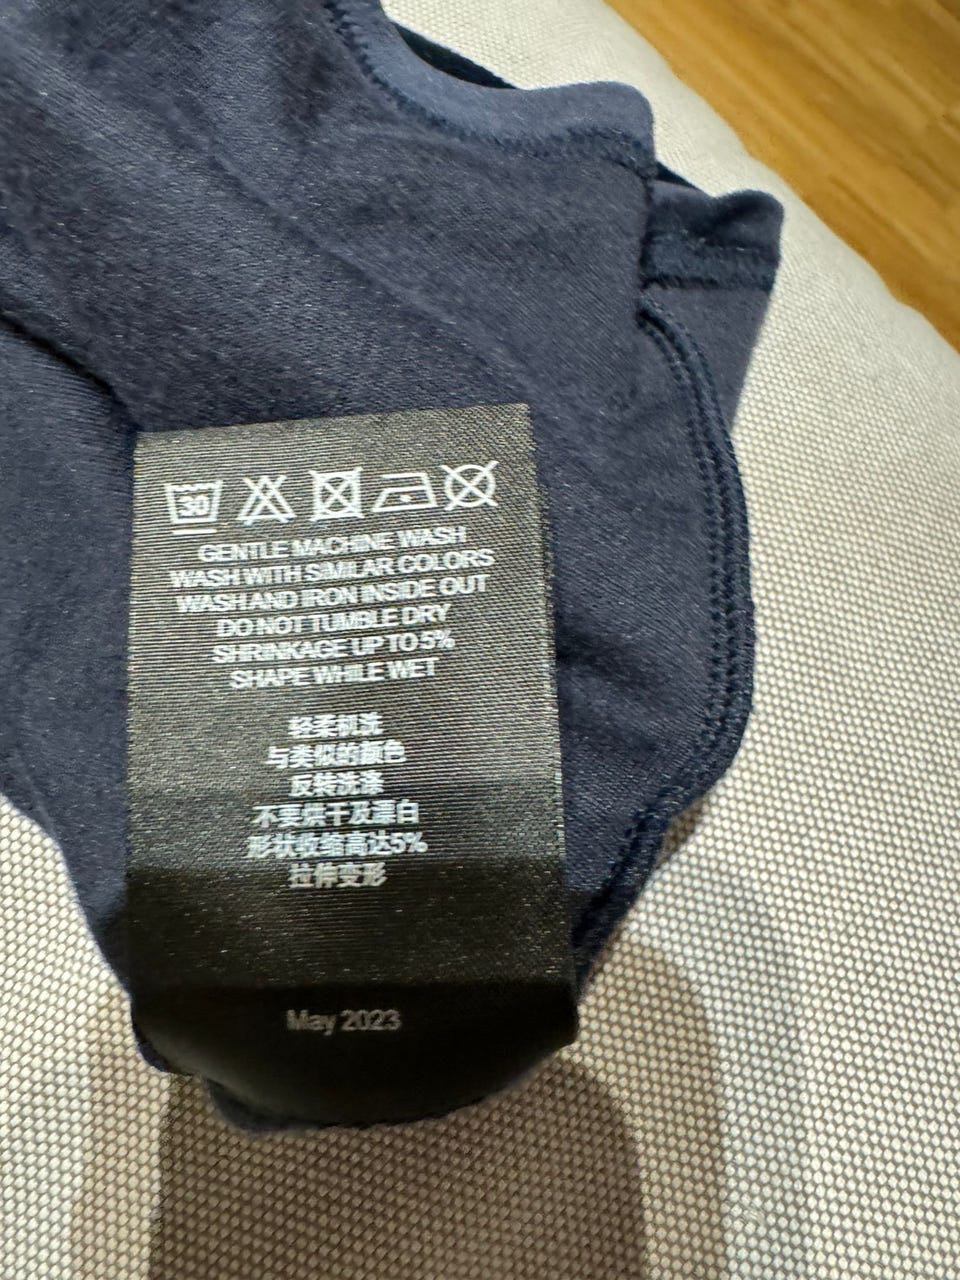 30
GENTLE MACHINE WASH
WASH WITH SIMILAR COLORS
WASH AND IRON INSIDE OUT
DO NOT TUMBLE DRY
SHRINKAGE UP TO 5%
SHAPE WHILE WET
轻柔机洗
与类似的颜色
反转洗涤
不要烘干及漂白
形状收缩高达5%
拉伸变形
May 2023